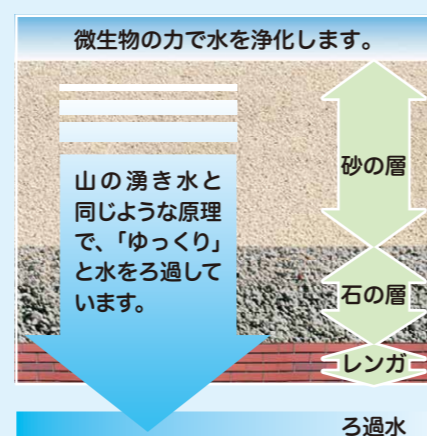 微生物の力で水を浄化します。
山の湧き水と
同じような原理
で、「ゆっくり」
と水をろ過して
います。
砂の層
石の層
レンガ
ろ過水